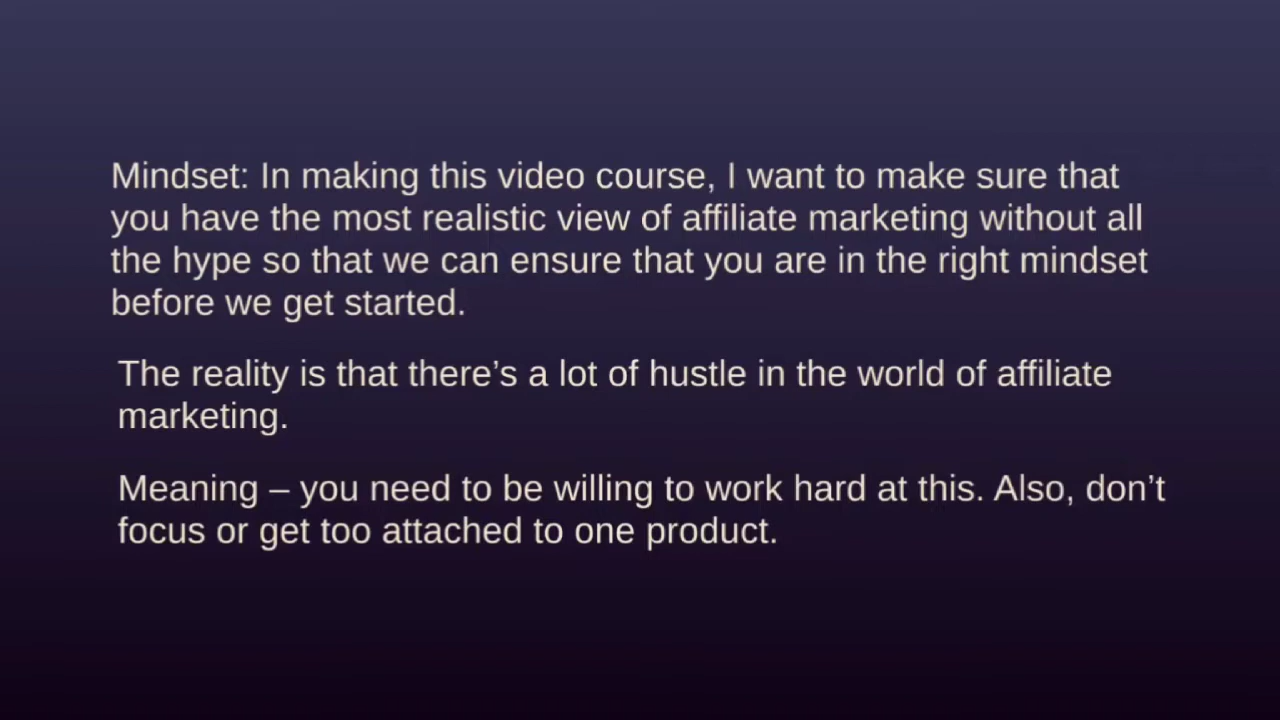 Mindset: In making this video course, I want to make sure that
you have the most realistic view of affiliate marketing without all
the hype so that we can ensure that you are in the right mindset
before we get started.
The reality is that there’s a lot of hustle in the world of affiliate
marketing.
Meaning – you need to be willing to work hard at this. Also, don’t
focus or get too attached to one product.